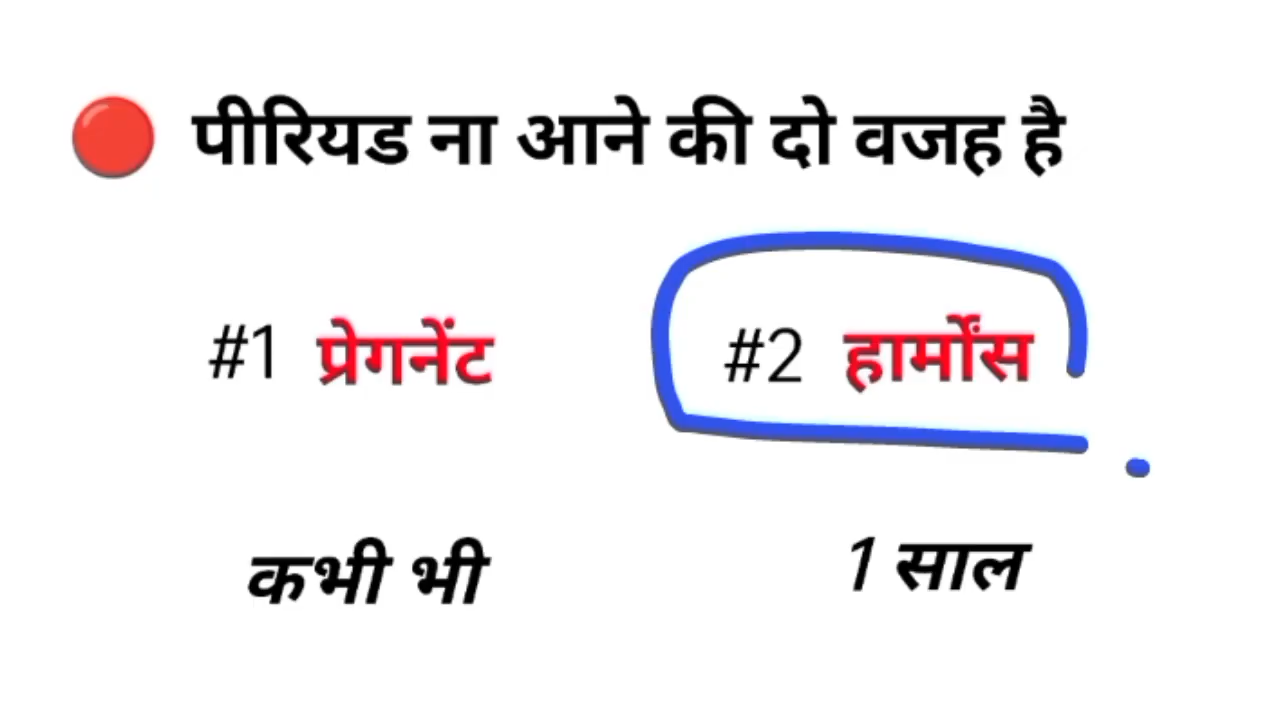 पीरियड ना आने की दो वजह है
#1 प्रेगनेंट #2 हार्मोंस
कभी भी 1 साल